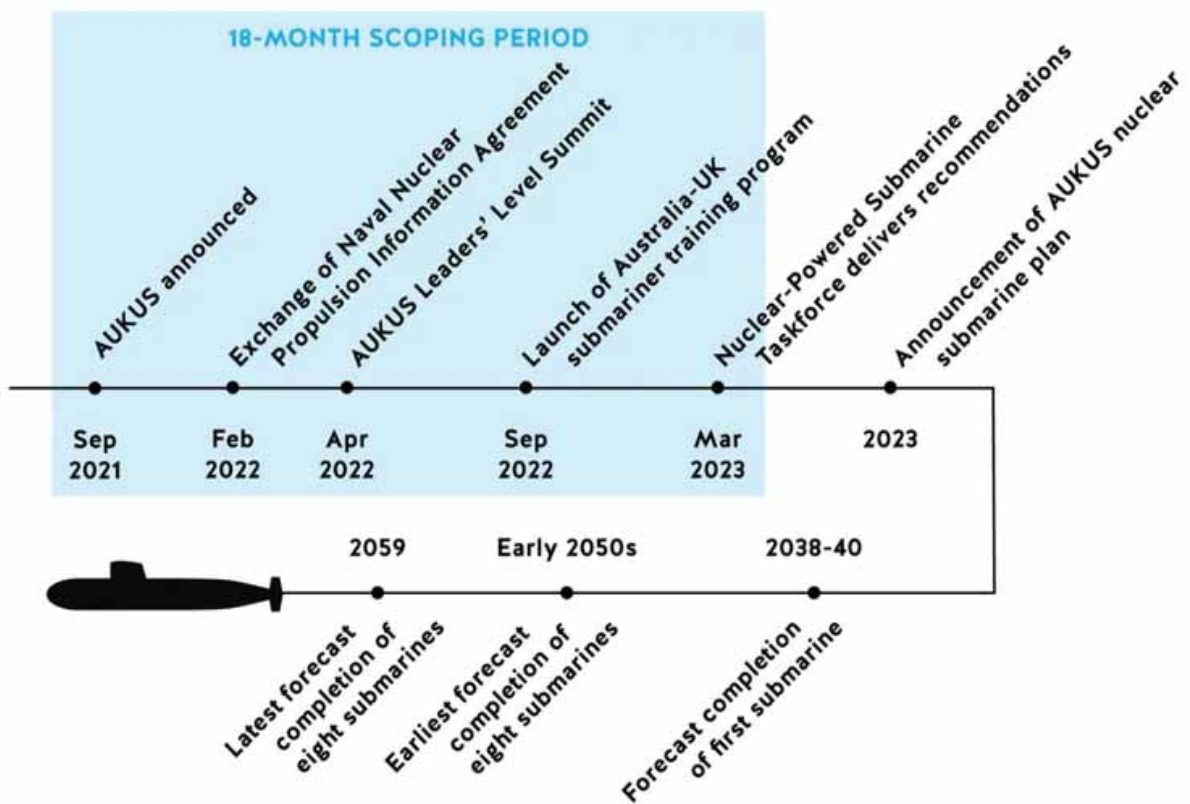 18-MONTH SCOPING PERIOD
AUKUS announced
Exchange of Naval Nuclear
Propulsion Information Agreement
AUKUS Leaders' Level Summit
Launch of Australia-UK
submariner training program
Nuclear-Powered Submarine
Taskforce delivers recommendations
Announcement of AUKUS nuclear
submarine plan
Sep
2021
Feb
2022
Apr
2022
Sep
2022
Mar
2023
2023
2059
Early 2050s
2038-40
Latest forecast
completion of
eight submarines
Earliest forecast
completion of
eight submarines
Forecast completion
of first submarine